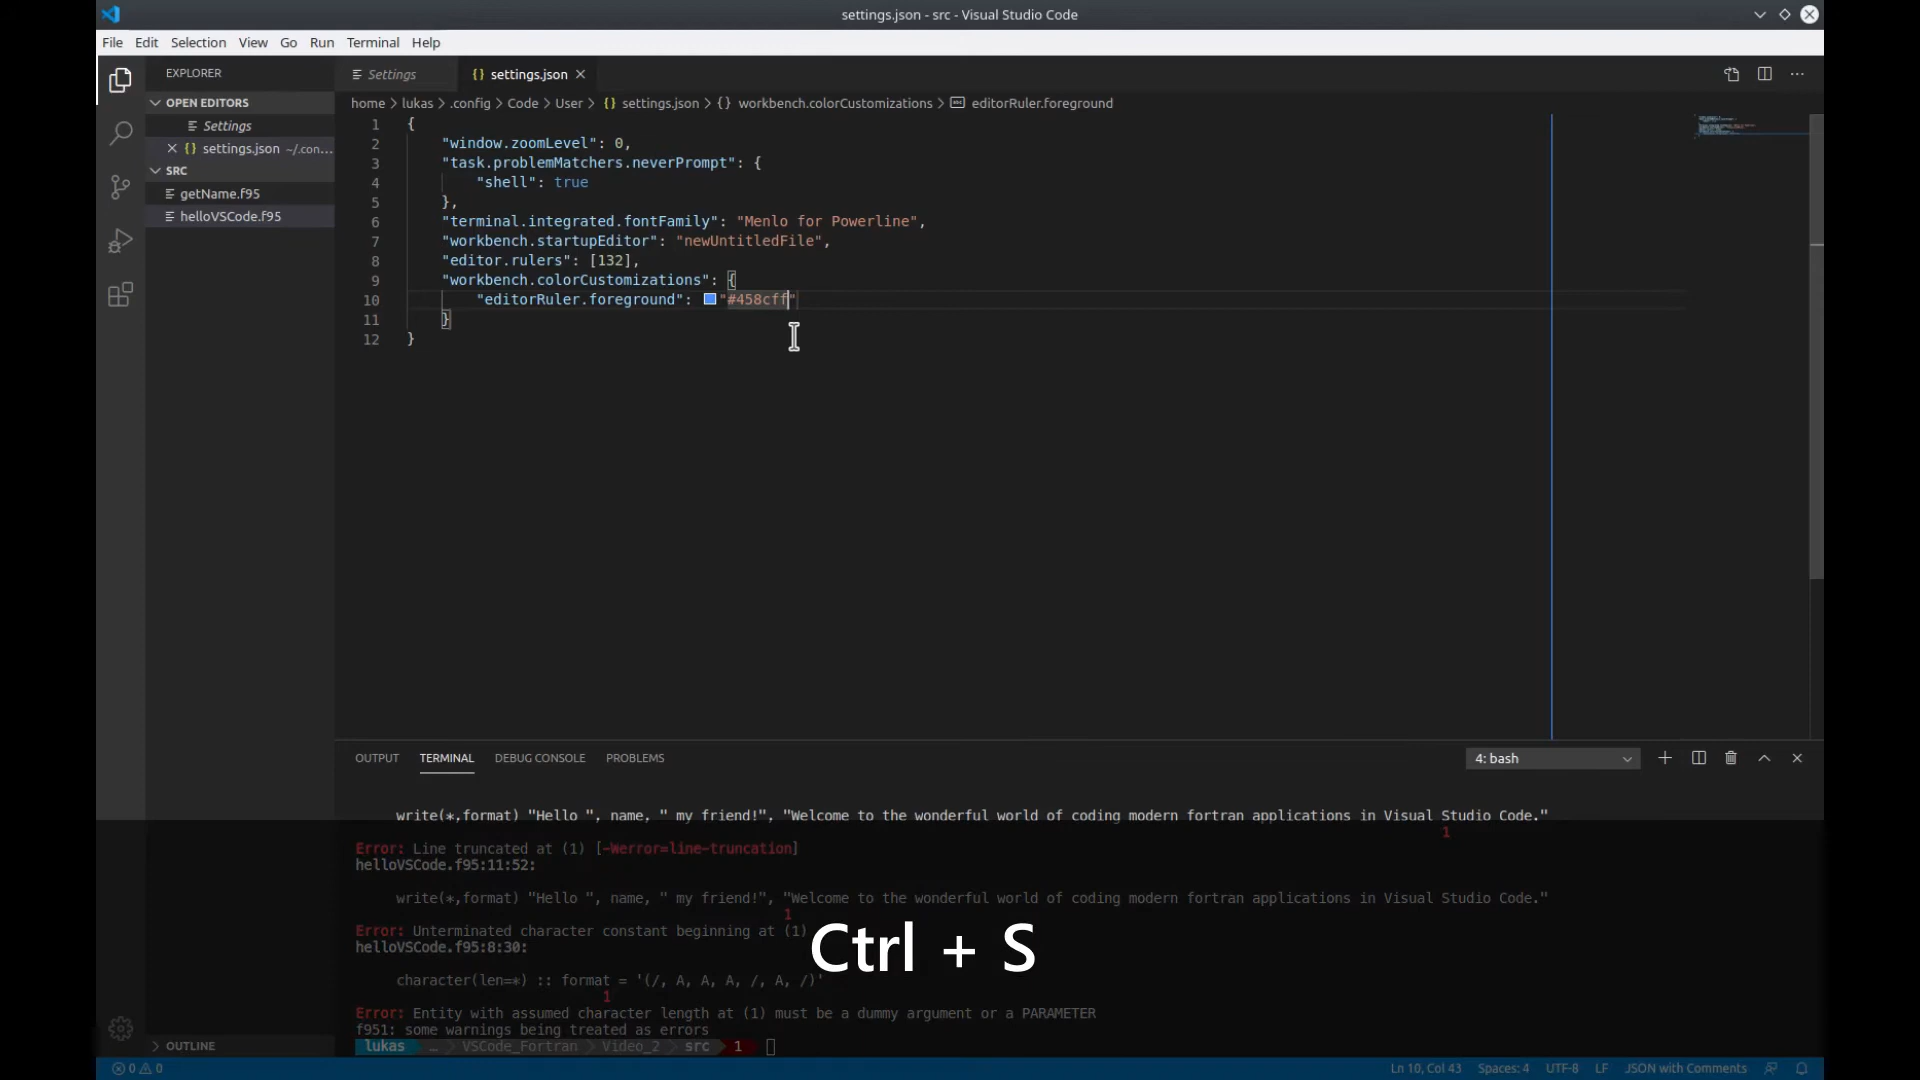 settings.json - src - Visual Studio Code
File Edit Selection View Go Run Terminal Help
EXPLORER
OPEN EDITORS
Settings
settings.json ~/.con...
SRC
getName.f95
helloVSCode.f95
OUTLINE
Settings
settings.json
home > lukas > .config > Code > User > {} settings.json > {} workbench.colorCustomizations > editorRuler.foreground
1 {
2 "window.zoomLevel": 0,
3 "task.problemMatchers.neverPrompt": {
4 "shell": true
5 },
6 "terminal.integrated.fontFamily": "Menlo for Powerline",
7 "workbench.startupEditor": "newUntitledFile",
8 "editor.rulers": [132],
9 "workbench.colorCustomizations": {
10 "editorRuler.foreground": "#458cff"
11 }
12 }
OUTPUT TERMINAL DEBUG CONSOLE PROBLEMS 4: bash
write(*,format) "Hello ", name, " my friend!", "Welcome to the wonderful world of coding modern fortran applications in Visual Studio Code."
1
Error: Line truncated at (1) [-Werror=line-truncation]
helloVSCode.f95:11:52:
write(*,format) "Hello ", name, " my friend!", "Welcome to the wonderful world of coding modern fortran applications in Visual Studio Code."
1
Error: Unterminated character constant beginning at (1)
helloVSCode.f95:8:30:
character(len=*) :: format = '(/, A, A, A, /, A, /)'
1
Error: Entity with assumed character length at (1) must be a dummy argument or a PARAMETER
f951: some warnings being treated as errors
lukas … VSCode_Fortran Video_2 src 1
Ctrl + S
0 0 Ln 10, Col 43 Spaces: 4 UTF-8 LF JSON with Comments